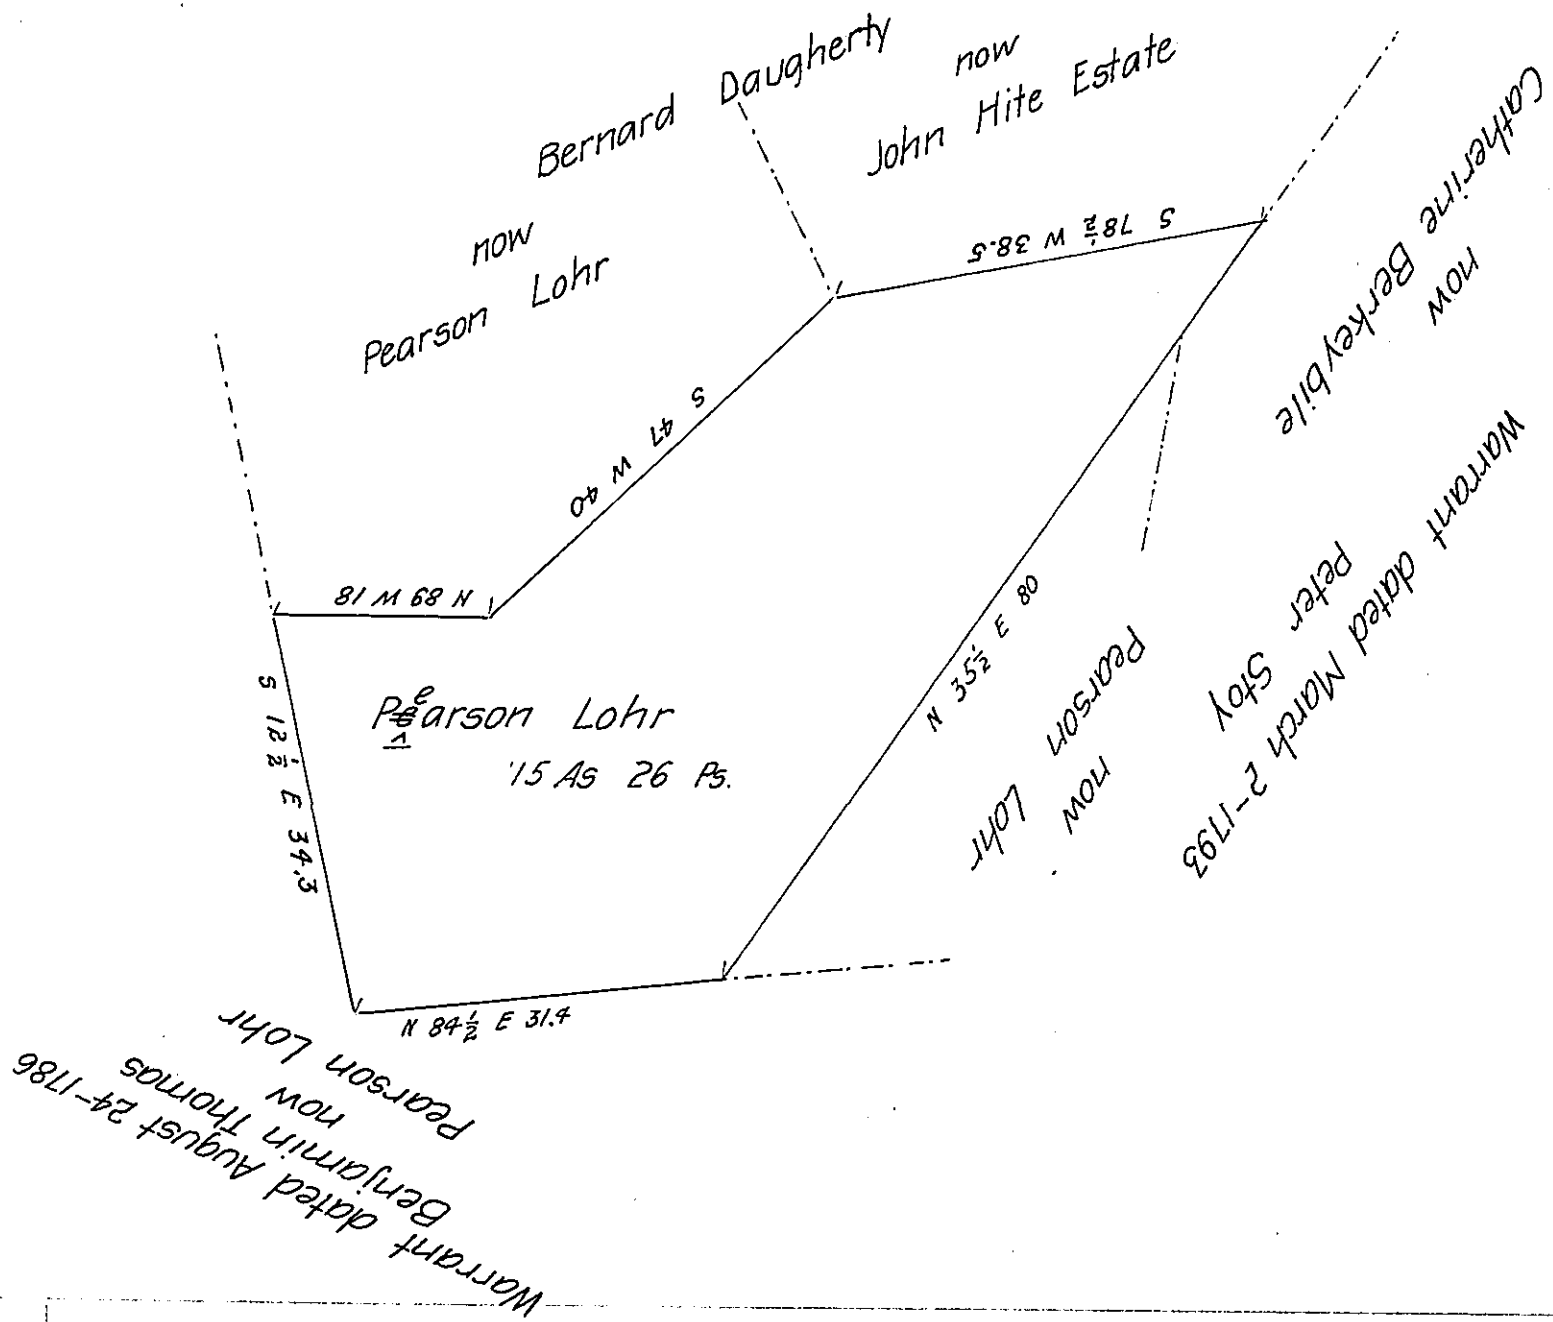 Bernard Daugherty
now
Pearson Lohr
now
John Hite Estate
Warrant dated March 2-1793
Peter Stoy
now
Catherine Berkeybile
now
Pearson Lohr
S 78½ W 38.5
S 47 W 40
N 89 W 18
S 12½ E 34.3
N 84½ E 31.4
N 35½ E 80
Pearson Lohr
15 As 26 Ps.
Warrant dated August 24-1786
Benjamin Thomas
now
Pearson Lohr